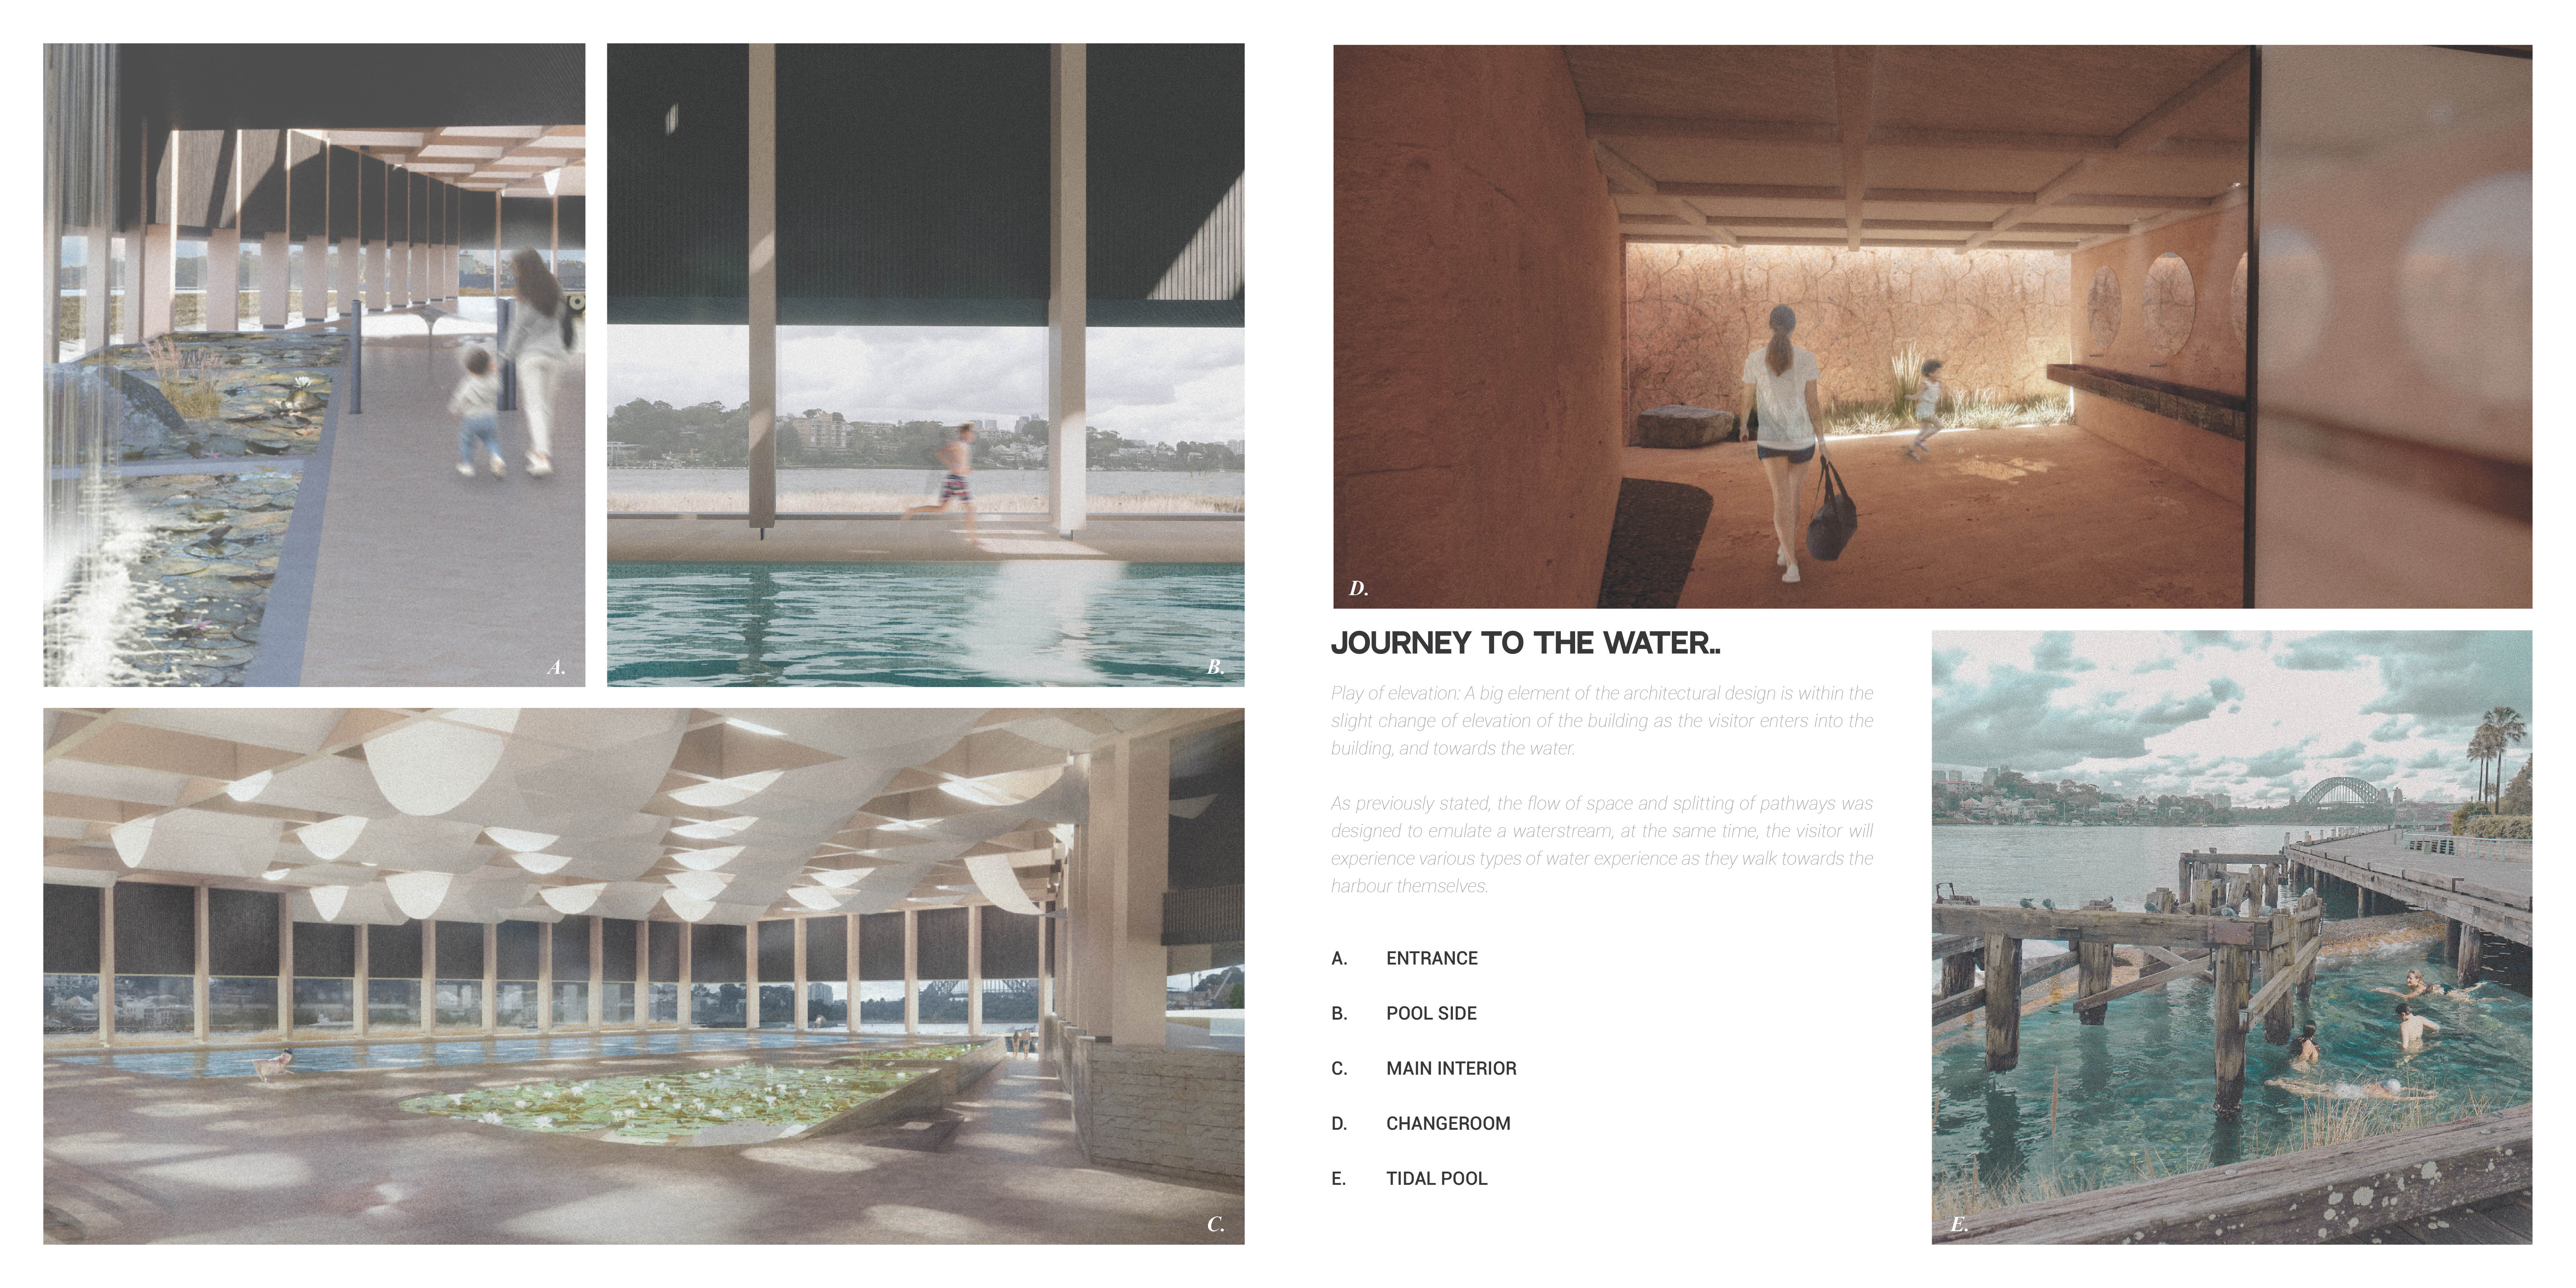 A.
B.
C.
D.
JOURNEY TO THE WATER..
Play of elevation: A big element of the architectural design is within the
slight change of elevation of the building as the visitor enters into the
building, and towards the water.
As previously stated, the flow of space and splitting of pathways was
designed to emulate a waterstream, at the same time, the visitor will
experience various types of water experience as they walk towards the
harbour themselves.
A. ENTRANCE
B. POOL SIDE
C. MAIN INTERIOR
D. CHANGEROOM
E. TIDAL POOL
E.